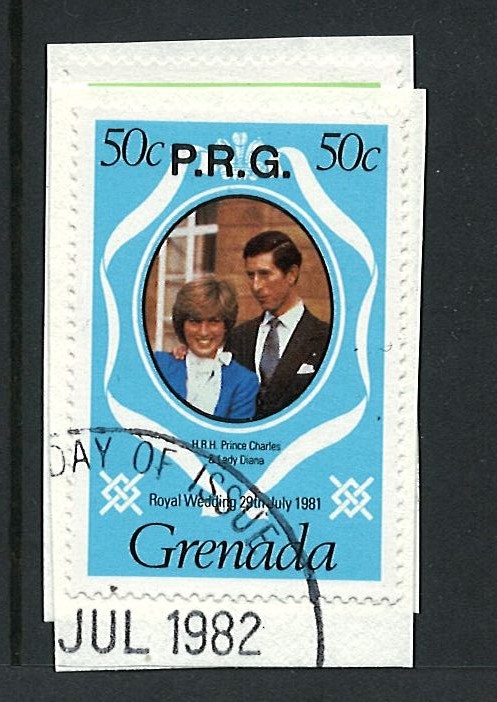 50c P.R.G. 50c
H.R.H. Prince Charles
& Lady Diana
DAY OF ISSUE
Royal Wedding 29th July 1981
Grenada
JUL 1982